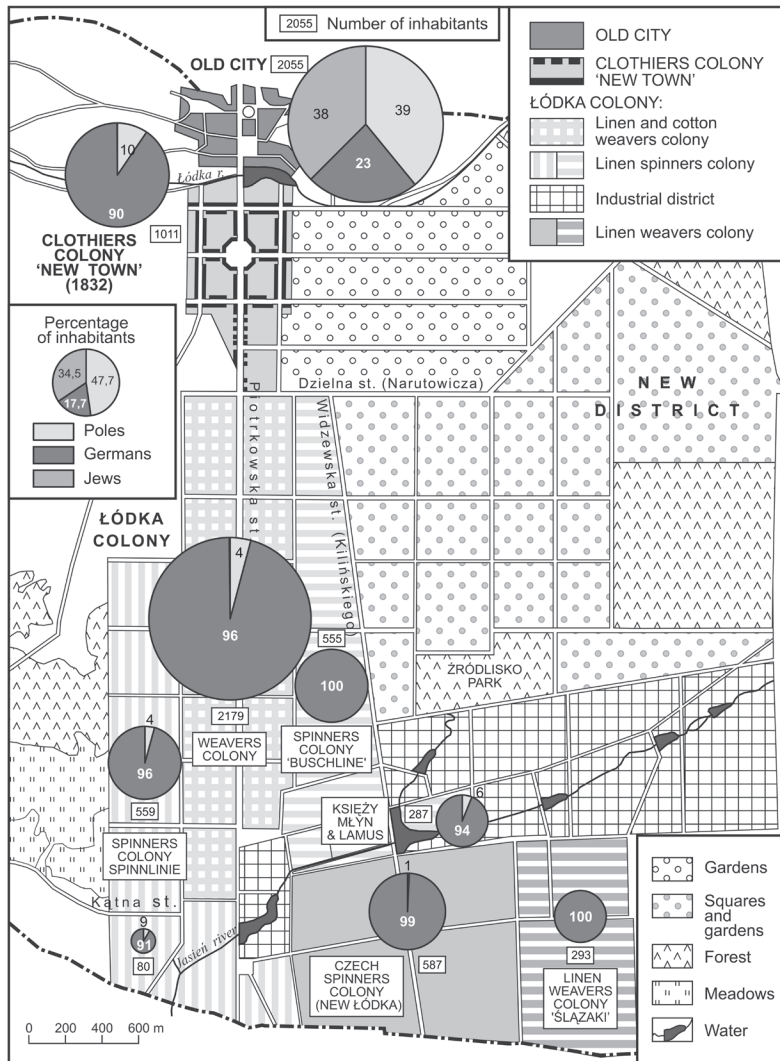 2055 Number of inhabitants
OLD CITY 2055
38
39
23
OLD CITY
CLOTHIERS COLONY
‘NEW TOWN’
ŁÓDKA COLONY:
Linen and cotton
weavers colony
Linen spinners colony
Industrial district
Linen weavers colony
10
90
Łódka r.
1011
CLOTHIERS
COLONY
‘NEW TOWN’
(1832)
Percentage
of inhabitants
34,5
47,7
17,7
Poles
Germans
Jews
Dzielna st. (Narutowicza)
Piotrkowska st.
Widzewska st. (Kilińskiego)
NEW
DISTRICT
ŁÓDKA
COLONY
4
96
2179
WEAVERS
COLONY
555
100
SPINNERS
COLONY
‘BUSCHLINE’
ŹRÓDLISKO
PARK
4
96
559
SPINNERS
COLONY
SPINNLINIE
KSIĘŻY
MŁYN
& LAMUS
287
6
94
Kątna st.
9
91
80
Jasień river
1
99
587
CZECH
SPINNERS
COLONY
(NEW ŁÓDKA)
100
293
LINEN
WEAVERS
COLONY
‘ŚLĄZAKI’
Gardens
Squares
and
gardens
Forest
Meadows
Water
0 200 400 600 m